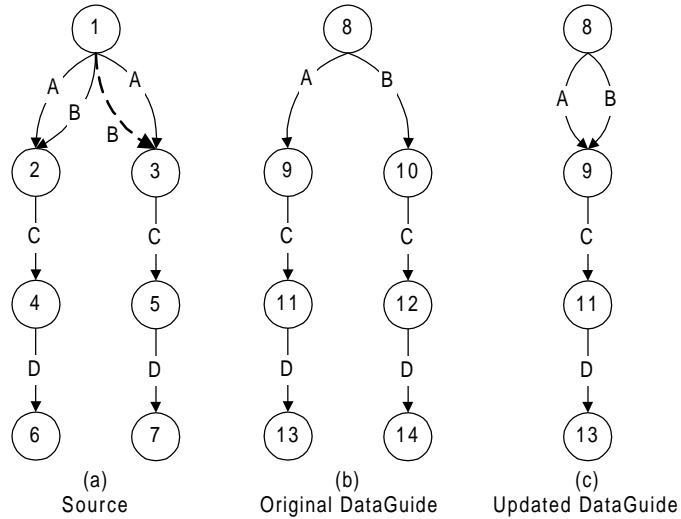 1 8 8
A B A A B A B
B
2 3 9 10 9
C C C C C
4 5 11 12 11
D D D D D
6 7 13 14 13
(a) (b) (c)
Source Original DataGuide Updated DataGuide